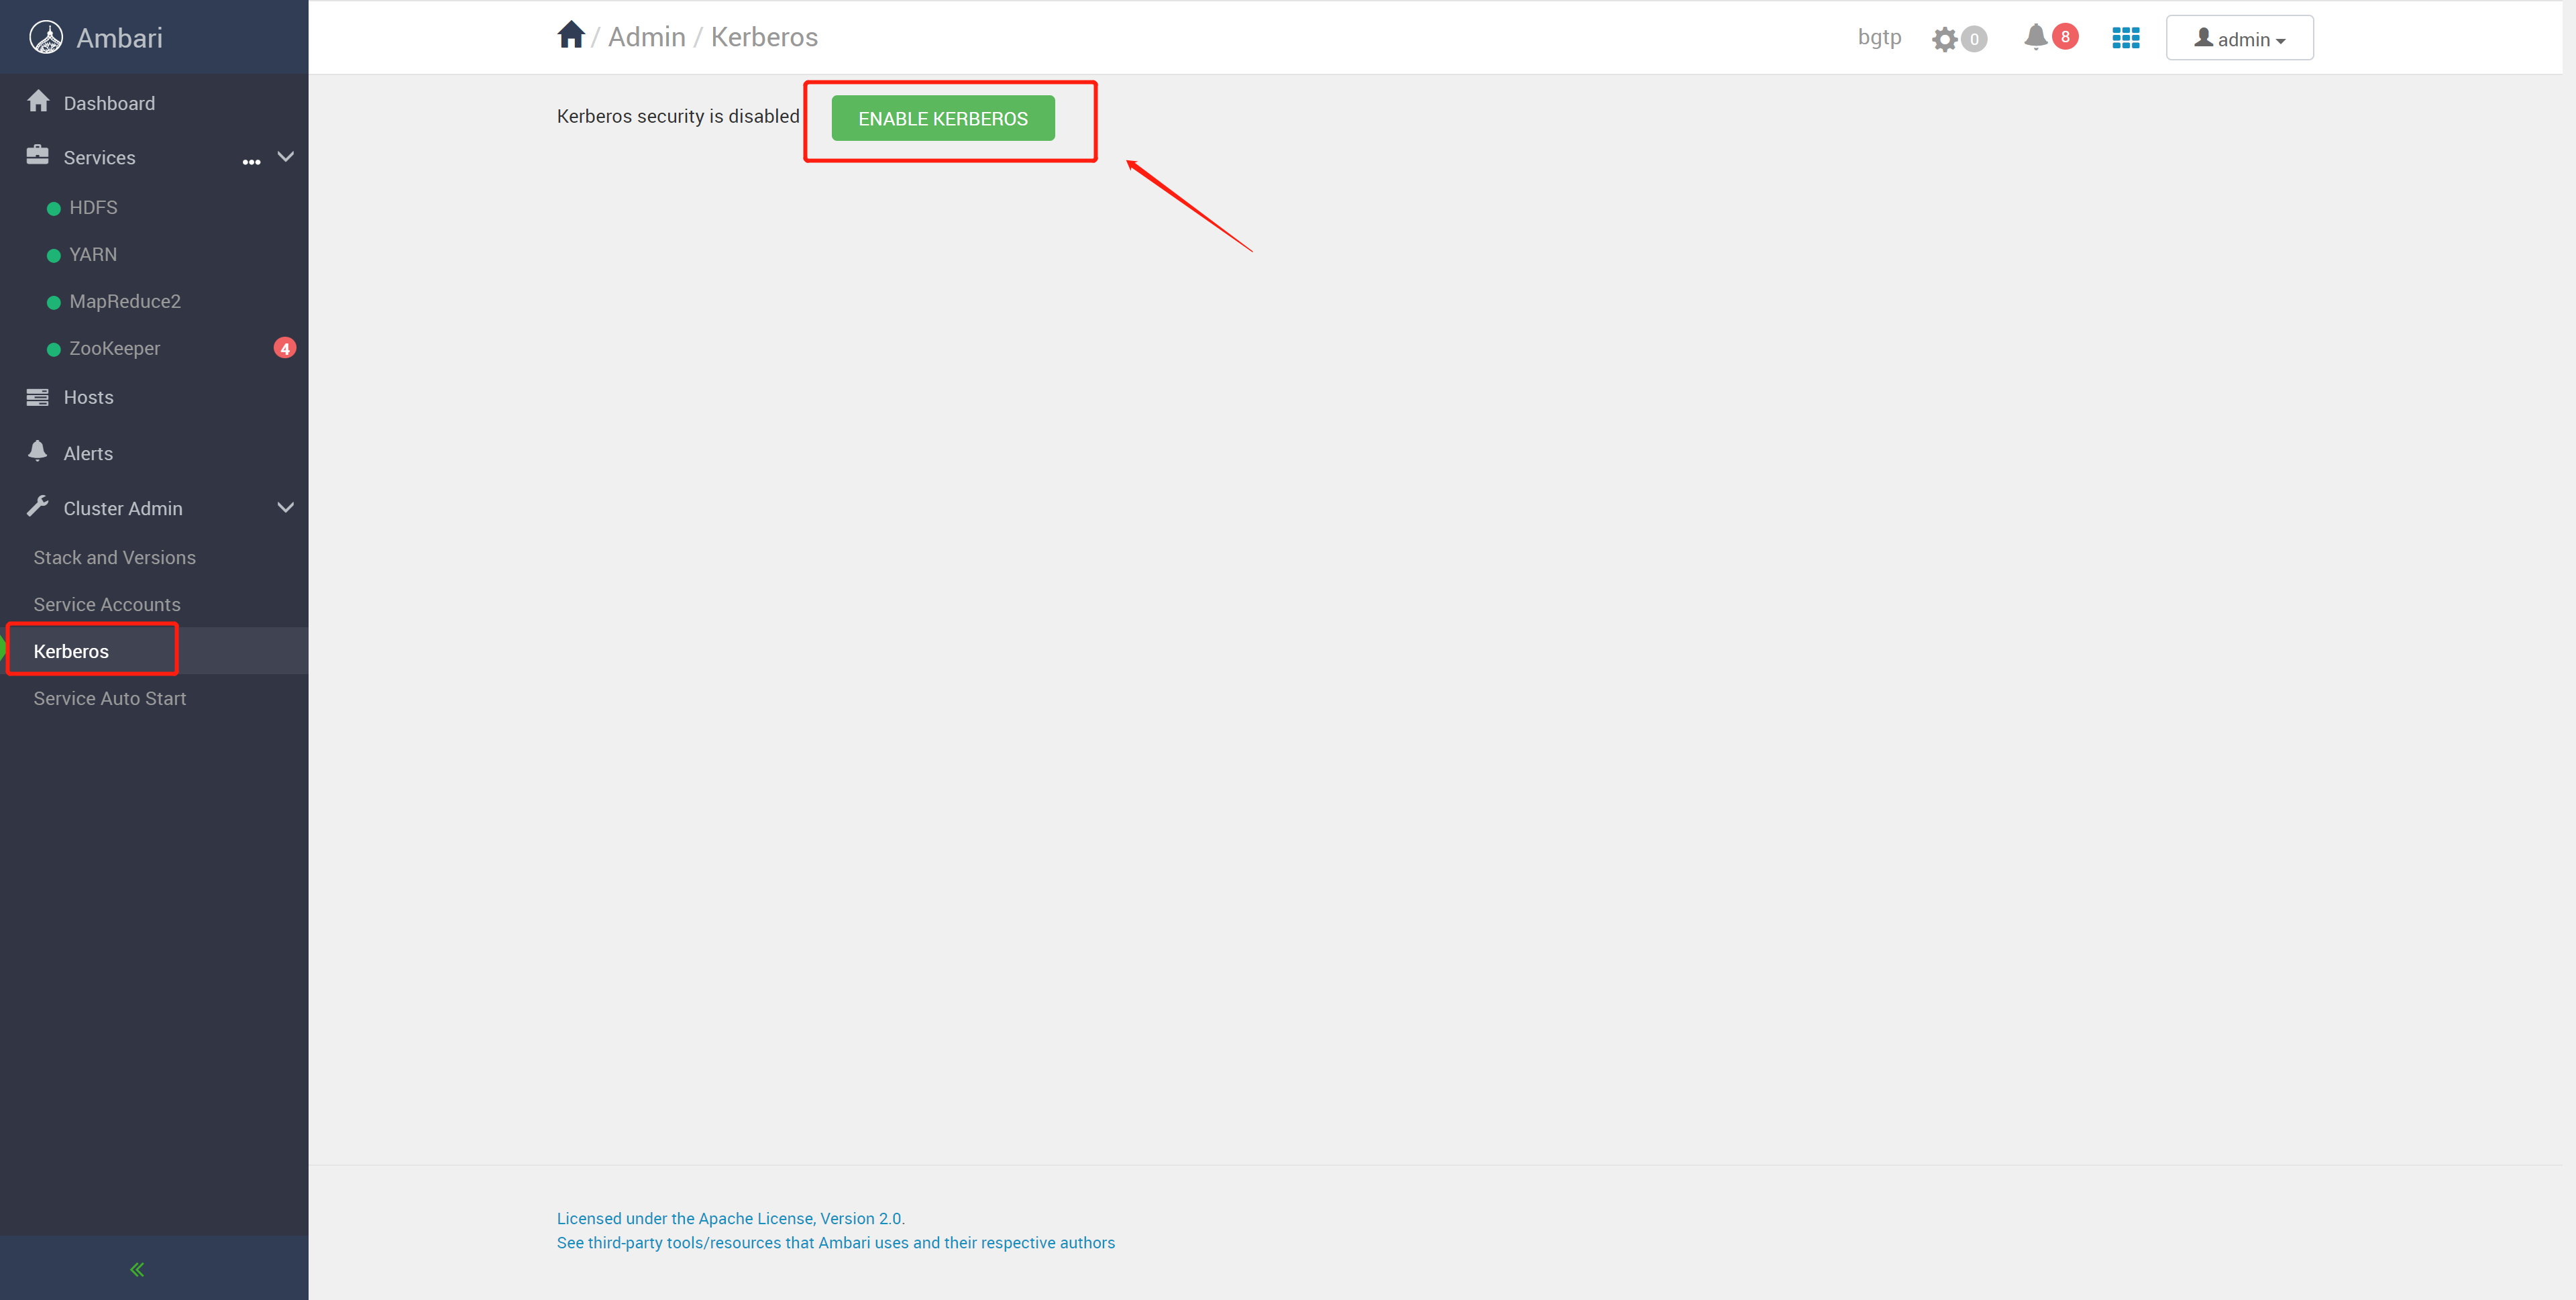 Ambari
Dashboard
Services
HDFS
YARN
MapReduce2
ZooKeeper 4
Hosts
Alerts
Cluster Admin
Stack and Versions
Service Accounts
Kerberos
Service Auto Start
/ Admin / Kerberos
bgtp 0 8 admin
Kerberos security is disabled ENABLE KERBEROS
Licensed under the Apache License, Version 2.0.
See third-party tools/resources that Ambari uses and their respective authors